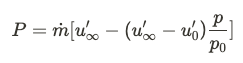 $P = \dot{m}[u'_\infty - (u'_\infty - u'_0)\frac{p}{p_0}]$